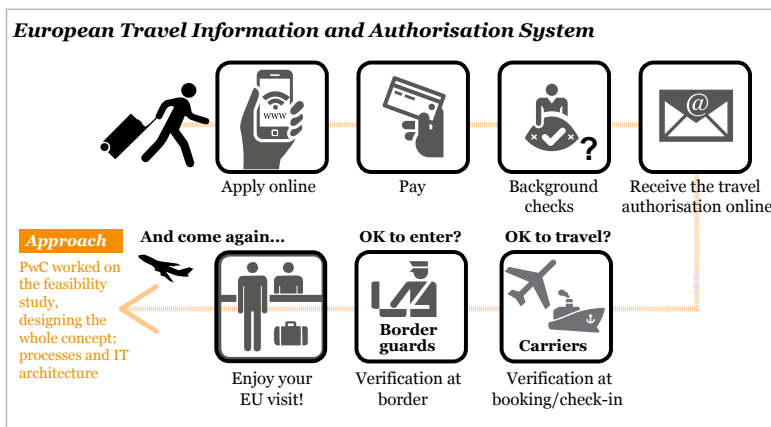 European Travel Information and Authorisation System
www
@
?
Apply online
Pay
Background
checks
Receive the travel
authorisation online
Approach
PwC worked on
the feasibility
study,
designing the
whole concept:
processes and IT
architecture
And come again...
OK to enter?
OK to travel?
Border
guards
Carriers
Enjoy your
EU visit!
Verification at
border
Verification at
booking/check-in